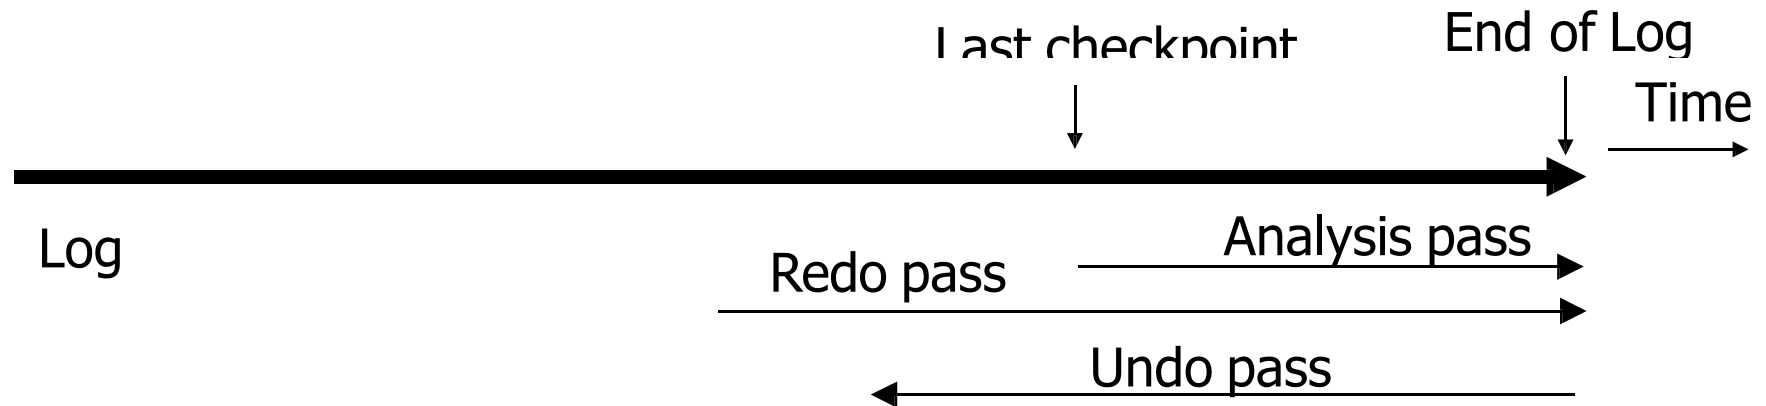 Last checkpoint
End of Log
Time
Log
Analysis pass
Redo pass
Undo pass